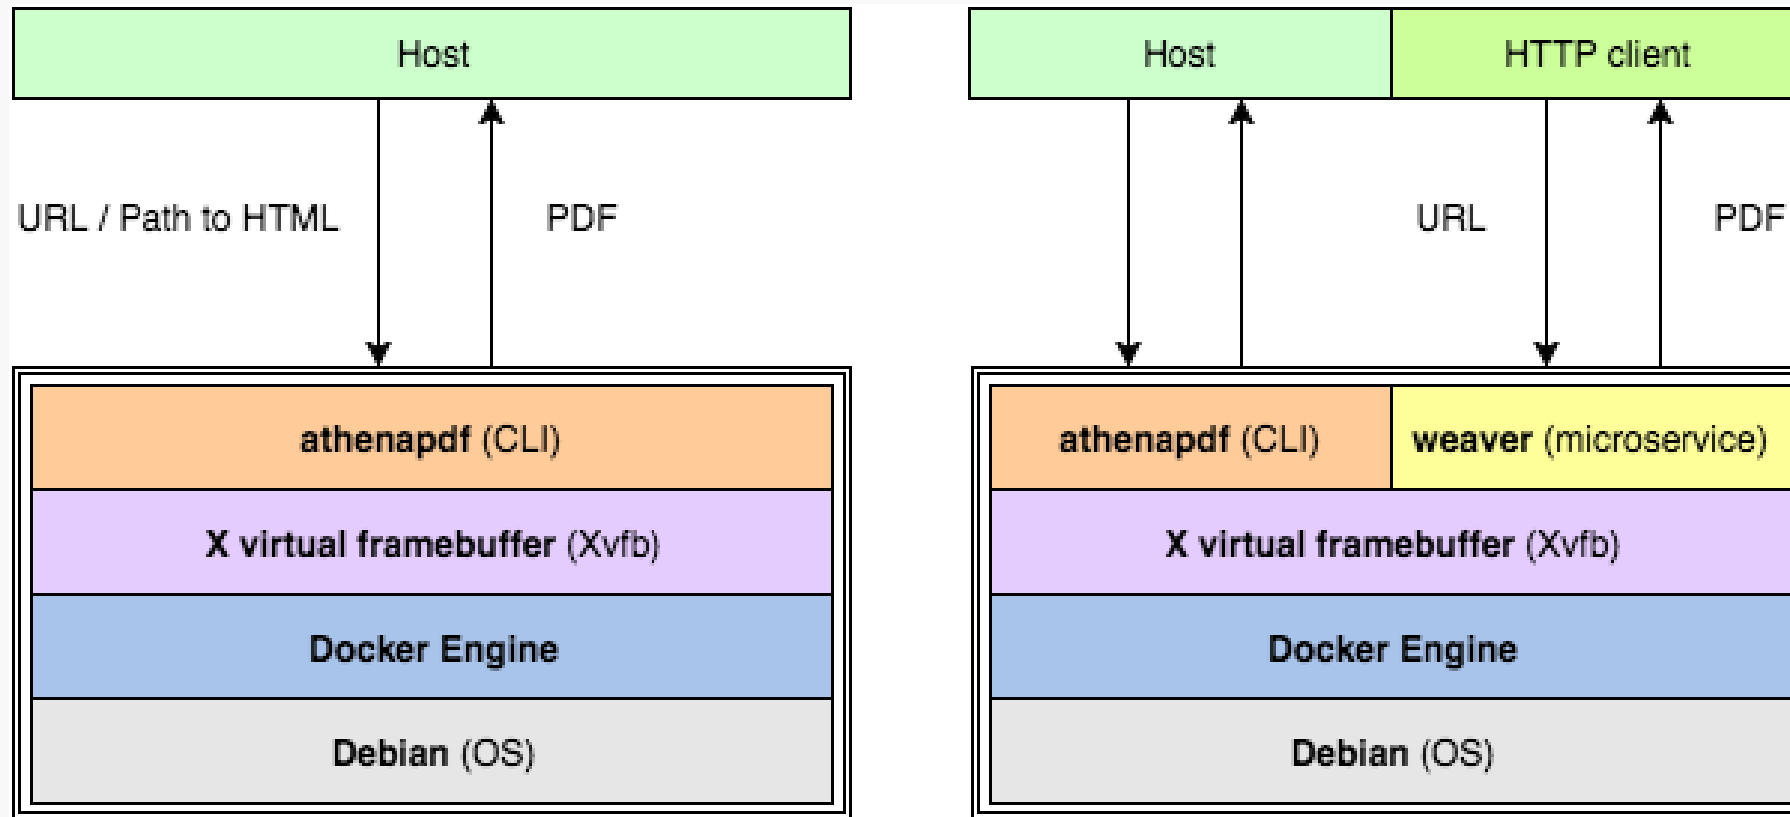 Host
URL / Path to HTML
PDF
athenapdf (CLI)
X virtual framebuffer (Xvfb)
Docker Engine
Debian (OS)
Host
HTTP client
URL
PDF
athenapdf (CLI)
weaver (microservice)
X virtual framebuffer (Xvfb)
Docker Engine
Debian (OS)